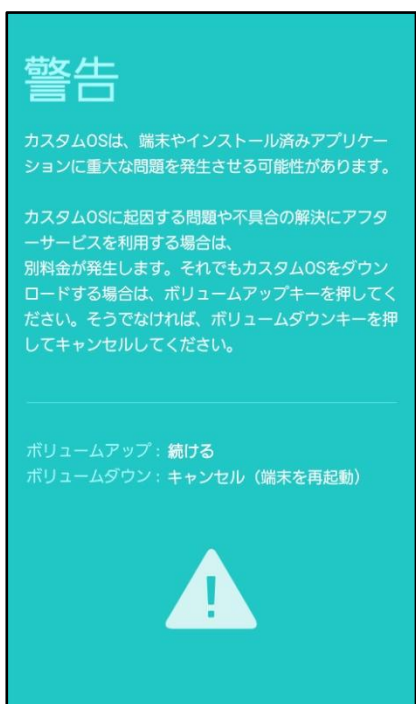 警告
カスタムOSは、端末やインストール済みアプリケー
ションに重大な問題を発生させる可能性があります。
カスタムOSに起因する問題や不具合の解決にアフタ
ーサービスを利用する場合は、
別料金が発生します。それでもカスタムOSをダウン
ロードする場合は、ボリュームアップキーを押してく
ださい。そうでなければ、ボリュームダウンキーを押
してキャンセルしてください。
ボリュームアップ : 続ける
ボリュームダウン : キャンセル（端末を再起動）